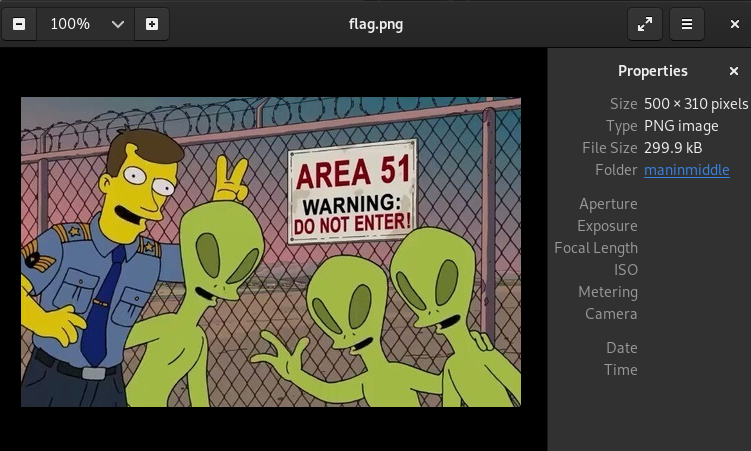 100%
flag.png
Properties
Size 500 × 310 pixels
Type PNG image
File Size 299.9 kB
Folder maninmiddle
Aperture
Exposure
Focal Length
ISO
Metering
Camera
Date
Time
AREA 51
WARNING:
DO NOT ENTER!